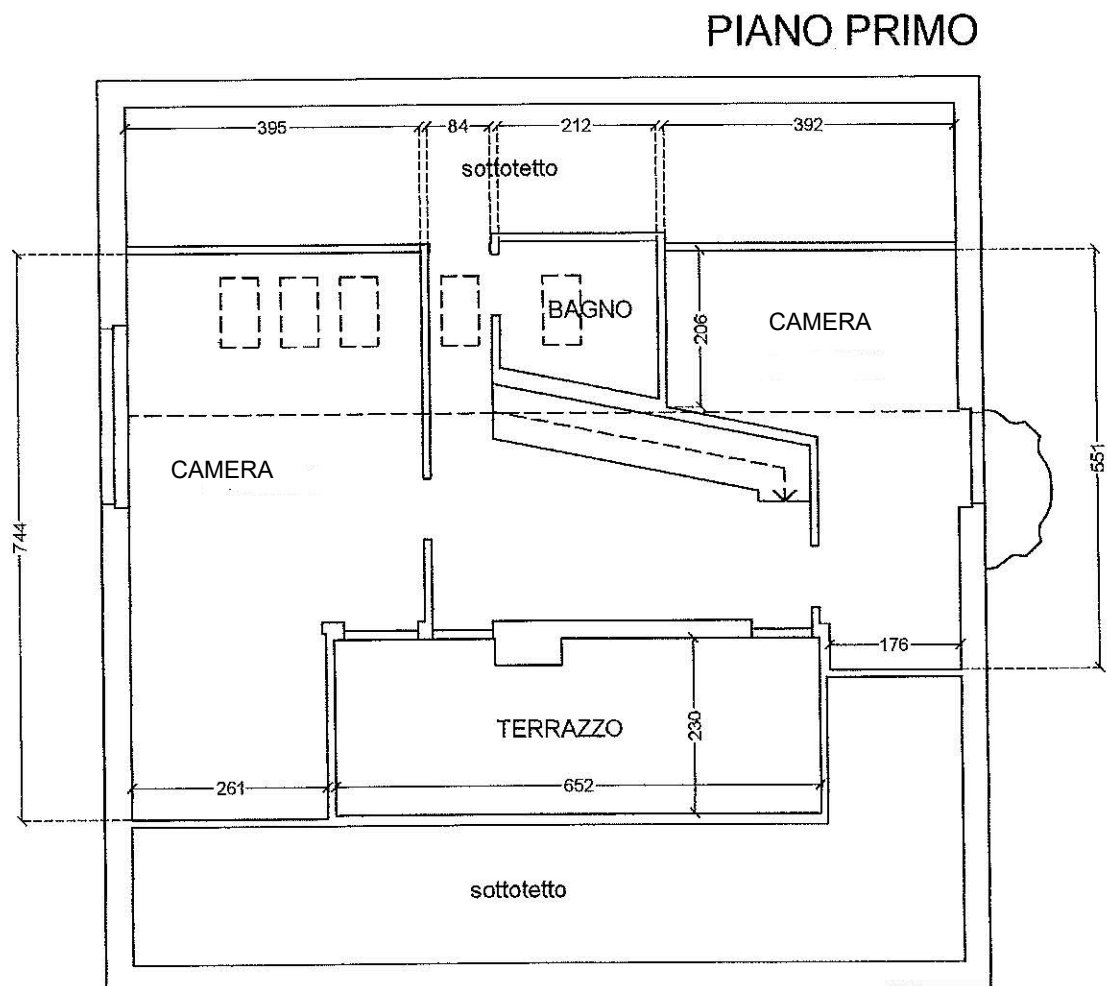 PIANO PRIMO
395 84 212 392
sottotetto
BAGNO
CAMERA
206
CAMERA
551
744
176
TERRAZZO
230
261
652
sottotetto